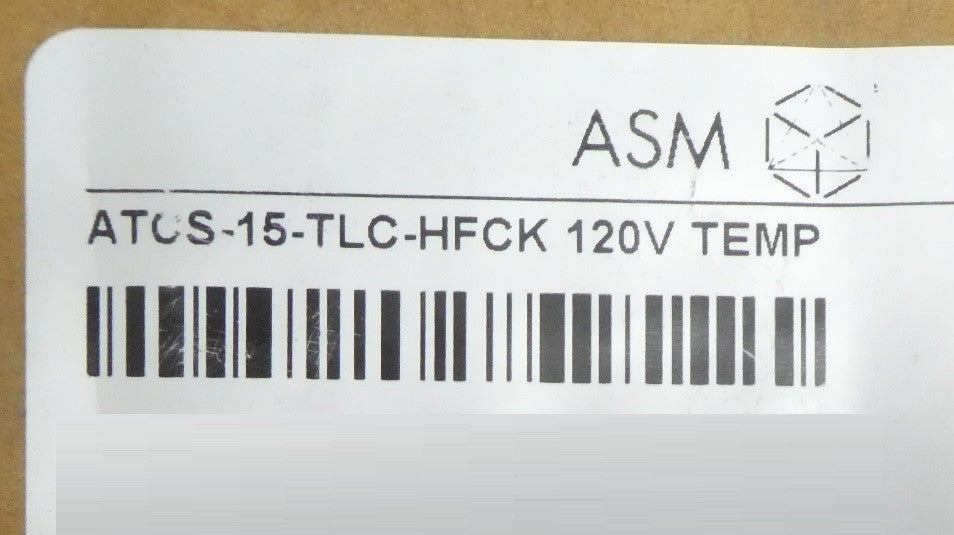 ASM
ATCS-15-TLC-HFCK 120V TEMP